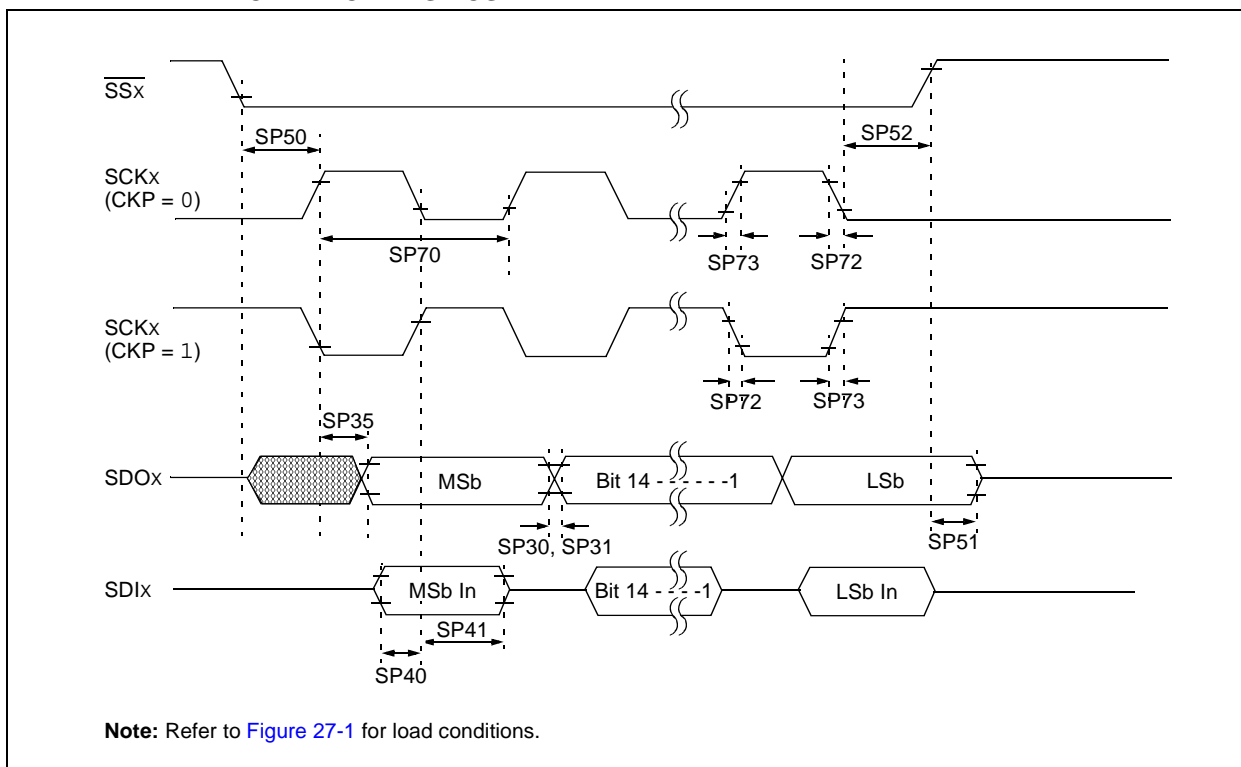 SSx
SP50
SP52
SCKx
(CKP = 0)
SP70
SP73
SP72
SCKx
(CKP = 1)
SP72
SP73
SP35
SDOx
MSb
Bit 14 - - - - - -1
LSb
SP30, SP31
SP51
SDIx
MSb In
Bit 14 - - - -1
LSb In
SP41
SP40
Note: Refer to Figure 27-1 for load conditions.